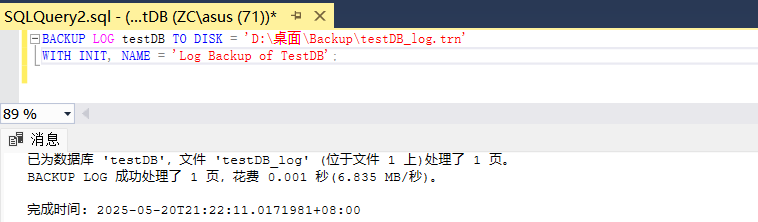 SQLQuery2.sql - (...tDB (ZC\asus (71))*
BACKUP LOG testDB TO DISK = 'D:\桌面\Backup\testDB_log.trn'
WITH INIT, NAME = 'Log Backup of TestDB';
89 %
消息
已为数据库 'testDB'，文件 'testDB_log' (位于文件 1 上)处理了 1 页。
BACKUP LOG 成功处理了 1 页，花费 0.001 秒(6.835 MB/秒)。
完成时间: 2025-05-20T21:22:11.0171981+08:00